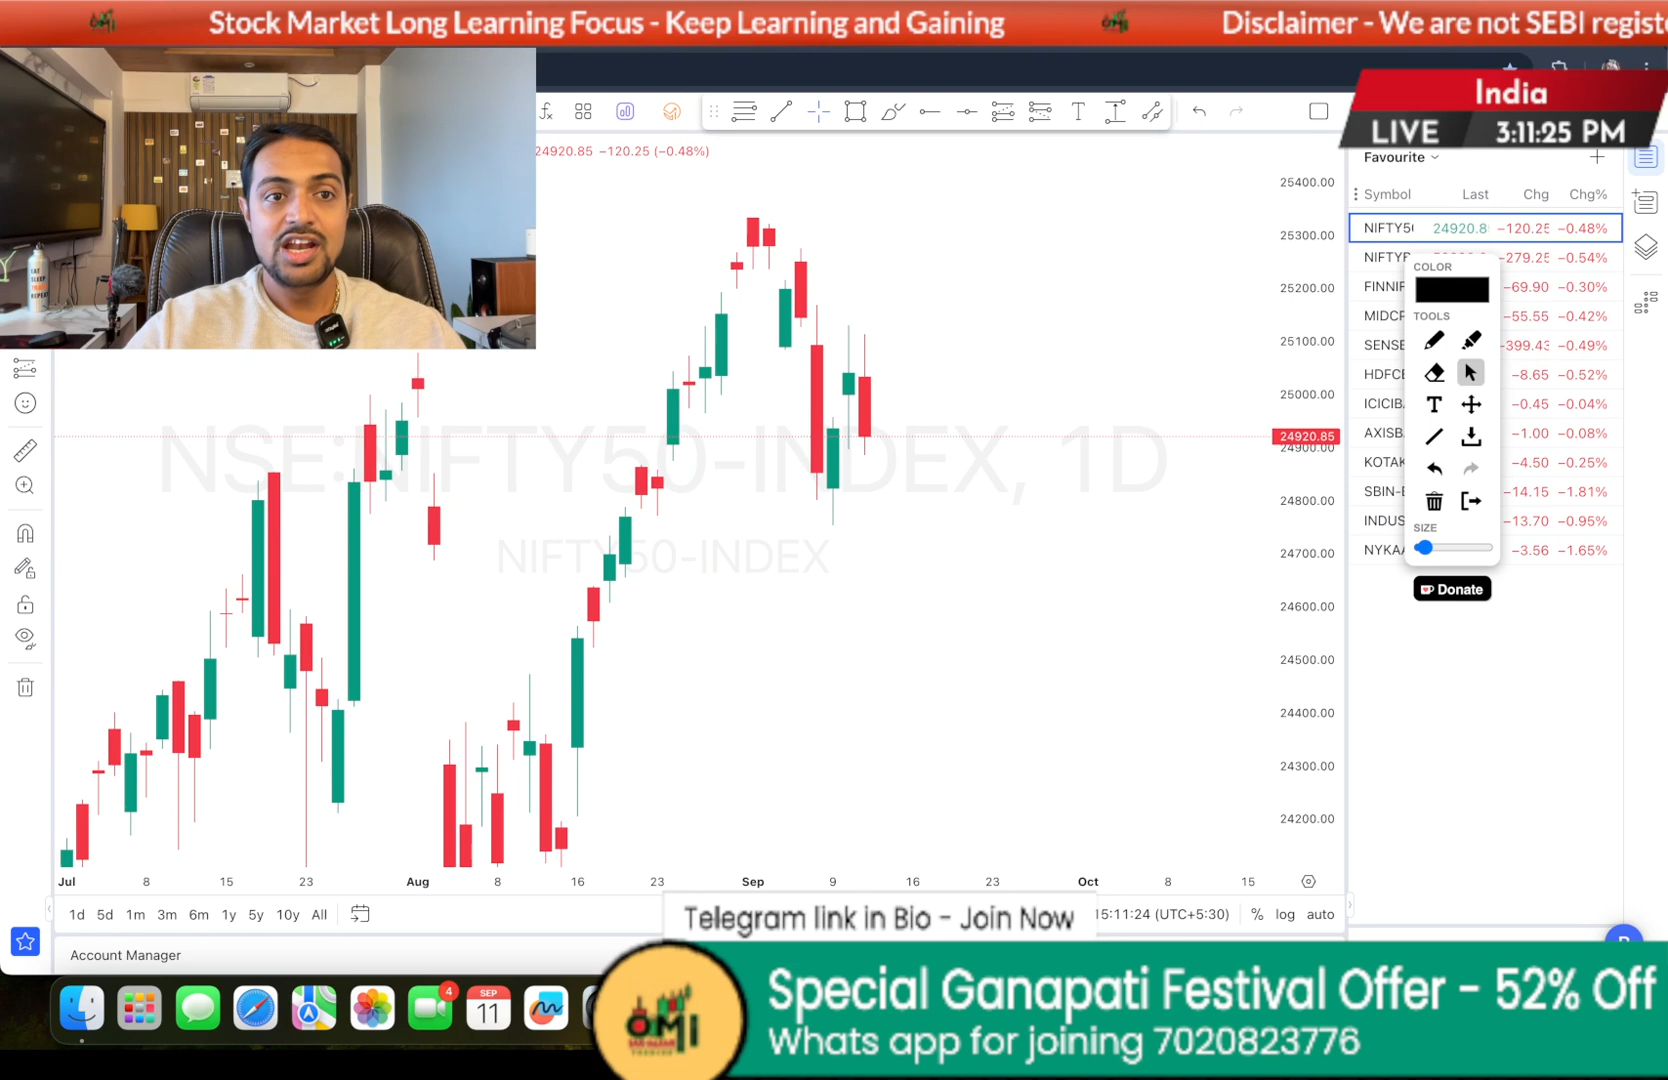 Stock Market Long Learning Focus - Keep Learning and Gaining
Disclaimer - We are not SEBI regist
India
LIVE 3:11:25 PM
24920.85 −120.25 (−0.48%)
Favourite
Symbol Last Chg Chg%
NIFTY5 24920.8 −120.25 −0.48%
NIFTY −279.25 −0.54%
FINNIF −69.90 −0.30%
MIDCP −55.55 −0.42%
SENSE −399.43 −0.49%
HDFCB −8.65 −0.52%
ICICIB −0.45 −0.04%
AXISB −1.00 −0.08%
KOTAK −4.50 −0.25%
SBIN-E −14.15 −1.81%
INDUS −13.70 −0.95%
NYKAA −3.56 −1.65%
COLOR
TOOLS
SIZE
Donate
NSE:NIFTY50-INDEX, 1D
NIFTY50-INDEX
25400.00
25300.00
25200.00
25100.00
25000.00
24920.85
24900.00
24800.00
24700.00
24600.00
24500.00
24400.00
24300.00
24200.00
Jul 8 15 23 Aug 8 16 23 Sep 9 16 23 Oct 8 15
1d 5d 1m 3m 6m 1y 5y 10y All
15:11:24 (UTC+5:30) % log auto
Telegram link in Bio - Join Now
Account Manager
4
SEP
11
OMI
Special Ganapati Festival Offer - 52% Off
Whats app for joining 7020823776